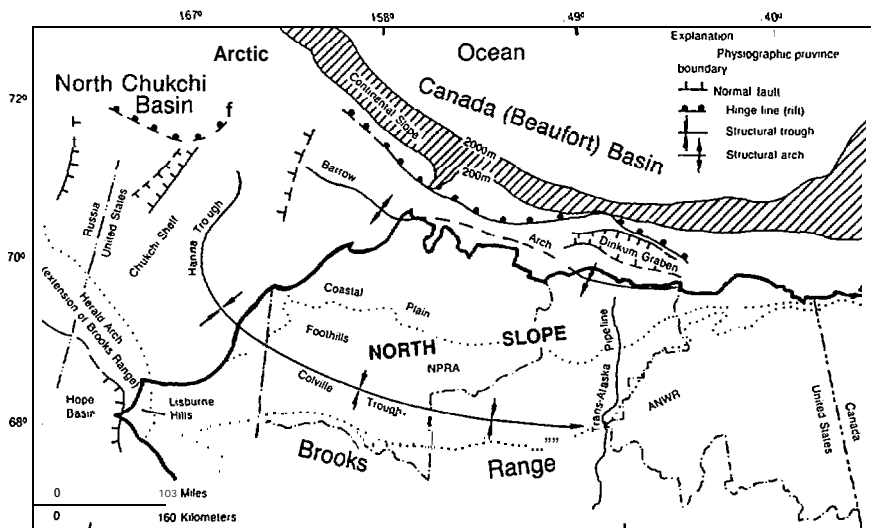 167°
158°
.49°
.40°
Arctic
Ocean
Explanation
Physiographic province
boundary
Normal fault
Hinge line (rift)
Structural trough
Structural arch
North Chukchi
Basin
f
72°
Continental Slope
Canada (Beaufort) Basin
2000m
200m
Barrow
Arch
Dinkum Graben
Russia
United States
Chukchi Shelf
Hanna Trough
70°
Herald Arch
(extension of Brooks Range)
Coastal
Plain
Foothills
NORTH
SLOPE
NPRA
Colville
Trough
Trans-Alaska Pipeline
ANWR
United States
Canada
Hope
Basin
Lisburne
Hills
68°
Brooks
Range
0 103 Miles
0 160 Kilometers